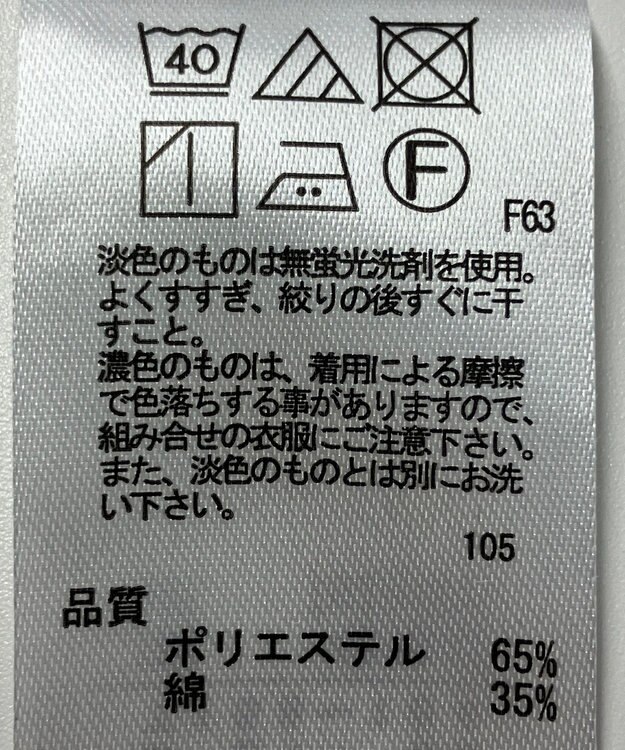 40
F
F63
淡色のものは無蛍光洗剤を使用。
よくすすぎ、絞りの後すぐに干
すこと。
濃色のものは、着用による摩擦
で色落ちする事がありますので、
組み合せの衣服にご注意下さい。
また、淡色のものとは別にお洗
い下さい。
105
品質
ポリエステル 65%
綿 35%